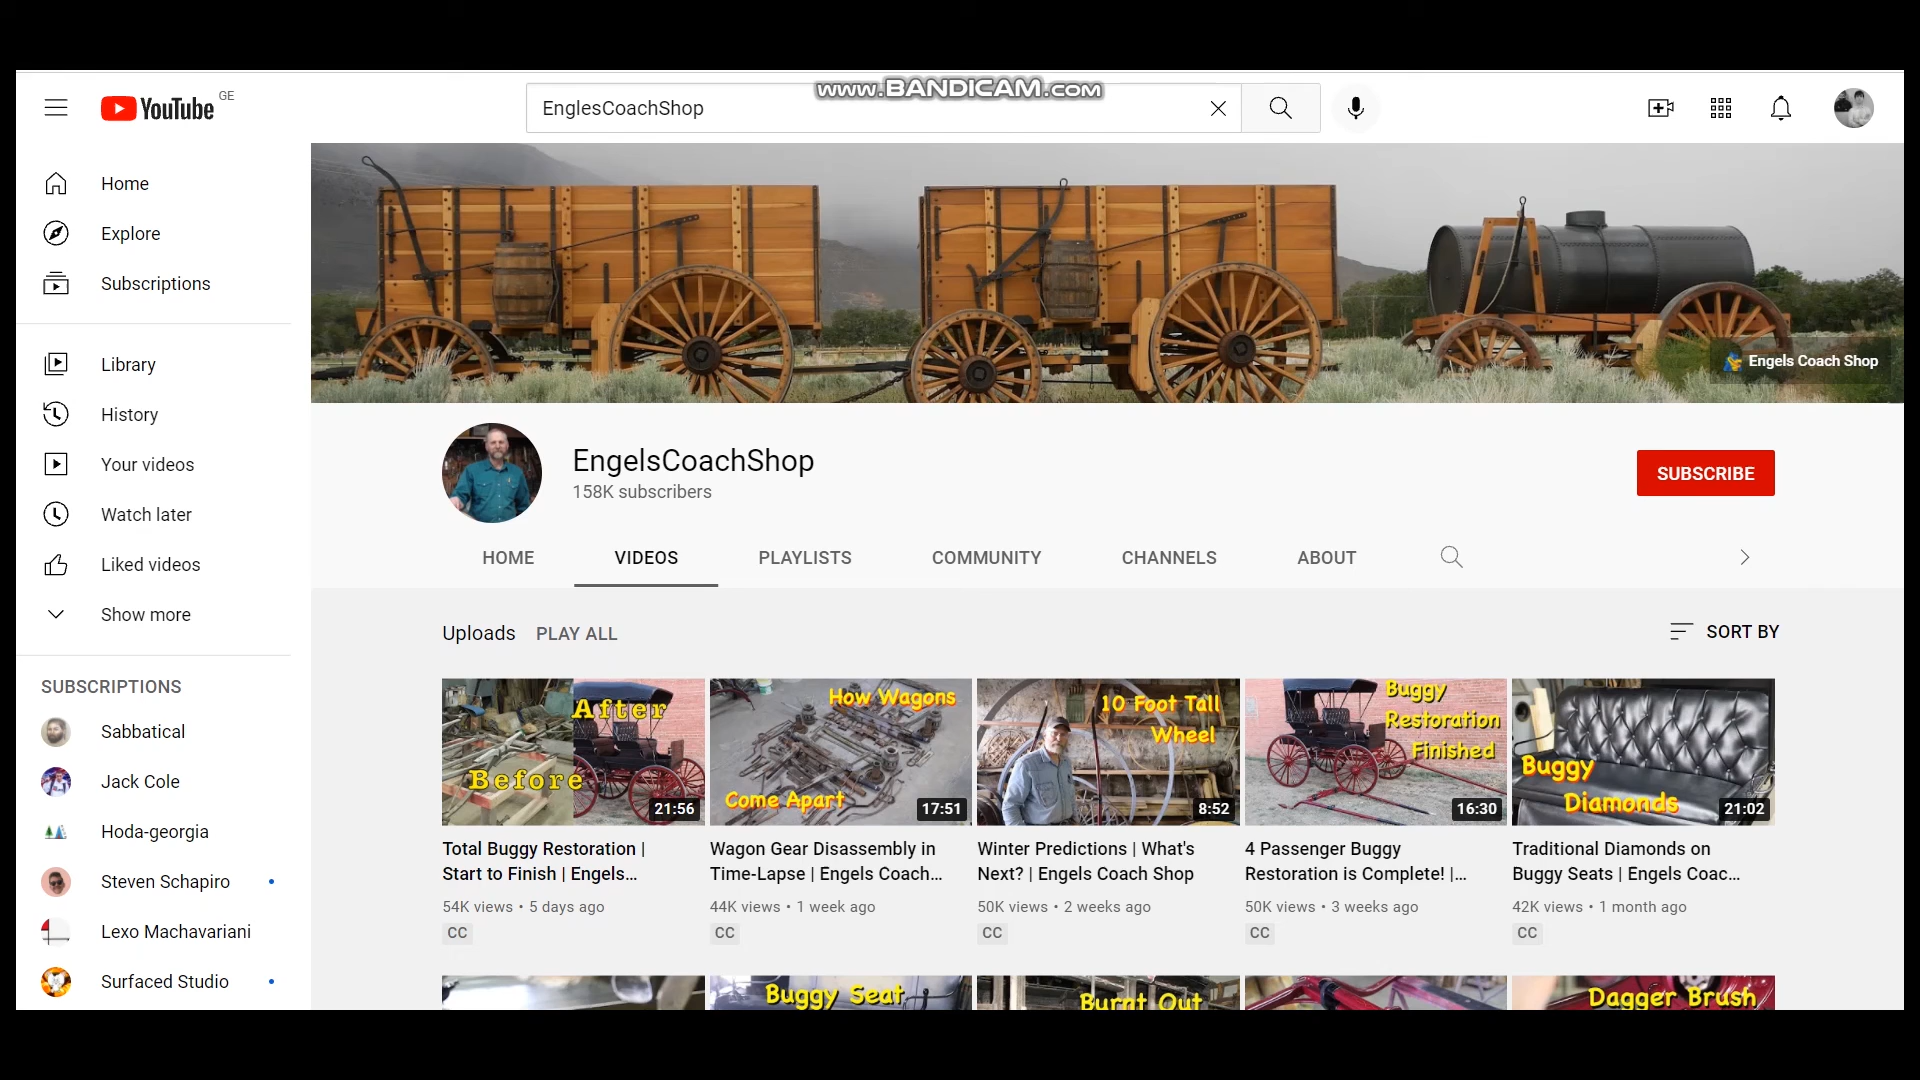 www.BANDICAM.com
YouTube GE
EnglesCoachShop
Home
Explore
Subscriptions
Library
History
Your videos
Watch later
Liked videos
Show more
SUBSCRIPTIONS
Sabbatical
Jack Cole
Hoda-georgia
Steven Schapiro
Lexo Machavariani
Surfaced Studio
Engels Coach Shop
EngelsCoachShop
158K subscribers
SUBSCRIBE
HOME VIDEOS PLAYLISTS COMMUNITY CHANNELS ABOUT
Uploads PLAY ALL
SORT BY
After
Before
21:56
Total Buggy Restoration |
Start to Finish | Engels...
54K views • 5 days ago
CC
How Wagons
Come Apart
17:51
Wagon Gear Disassembly in
Time-Lapse | Engels Coach...
44K views • 1 week ago
CC
10 Foot Tall
Wheel
8:52
Winter Predictions | What's
Next? | Engels Coach Shop
50K views • 2 weeks ago
CC
Buggy
Restoration
Finished
16:30
4 Passenger Buggy
Restoration is Complete! |...
50K views • 3 weeks ago
CC
Buggy
Diamonds
21:02
Traditional Diamonds on
Buggy Seats | Engels Coac...
42K views • 1 month ago
CC
Buggy Seat
Burnt Out
Dagger Brush